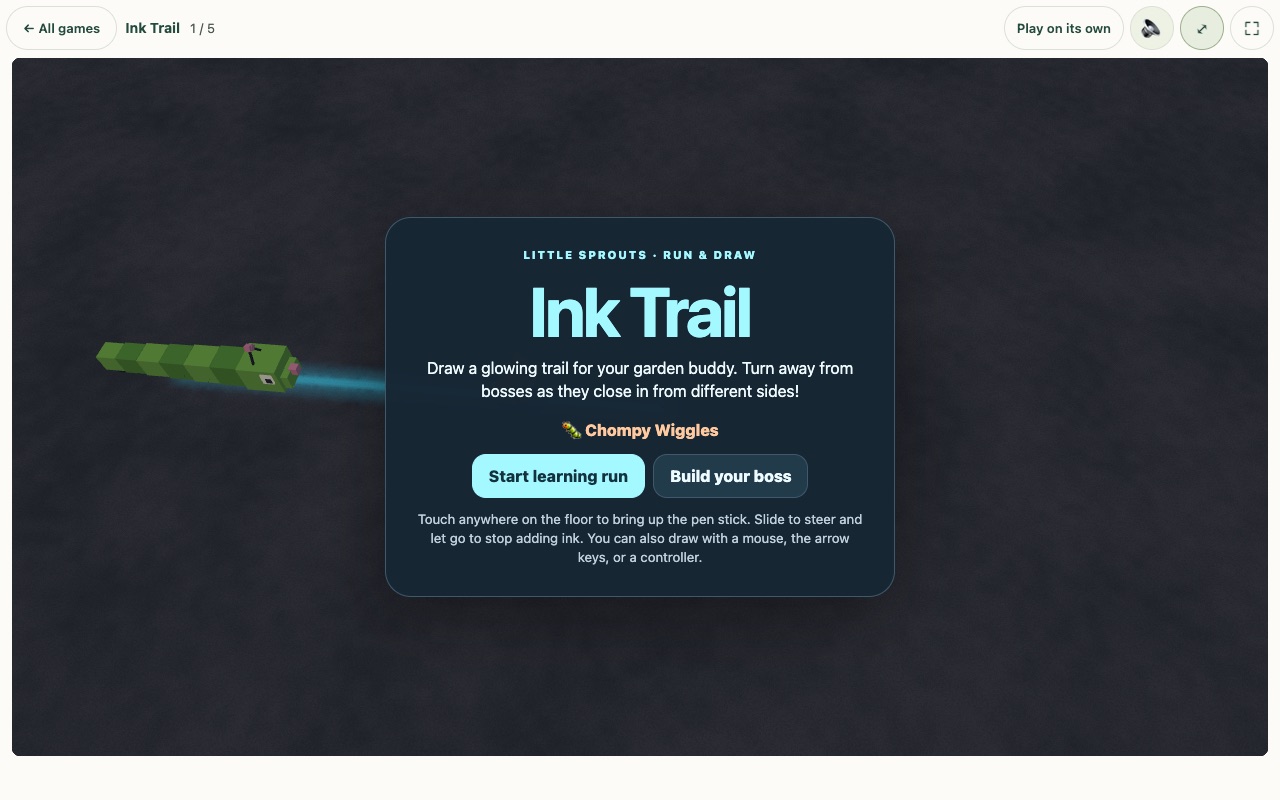 ← All games
Ink Trail 1 / 5
Play on its own
LITTLE SPROUTS · RUN & DRAW
Ink Trail
Draw a glowing trail for your garden buddy. Turn away from
bosses as they close in from different sides!
🐛 Chompy Wiggles
Start learning run
Build your boss
Touch anywhere on the floor to bring up the pen stick. Slide to steer and
let go to stop adding ink. You can also draw with a mouse, the arrow
keys, or a controller.